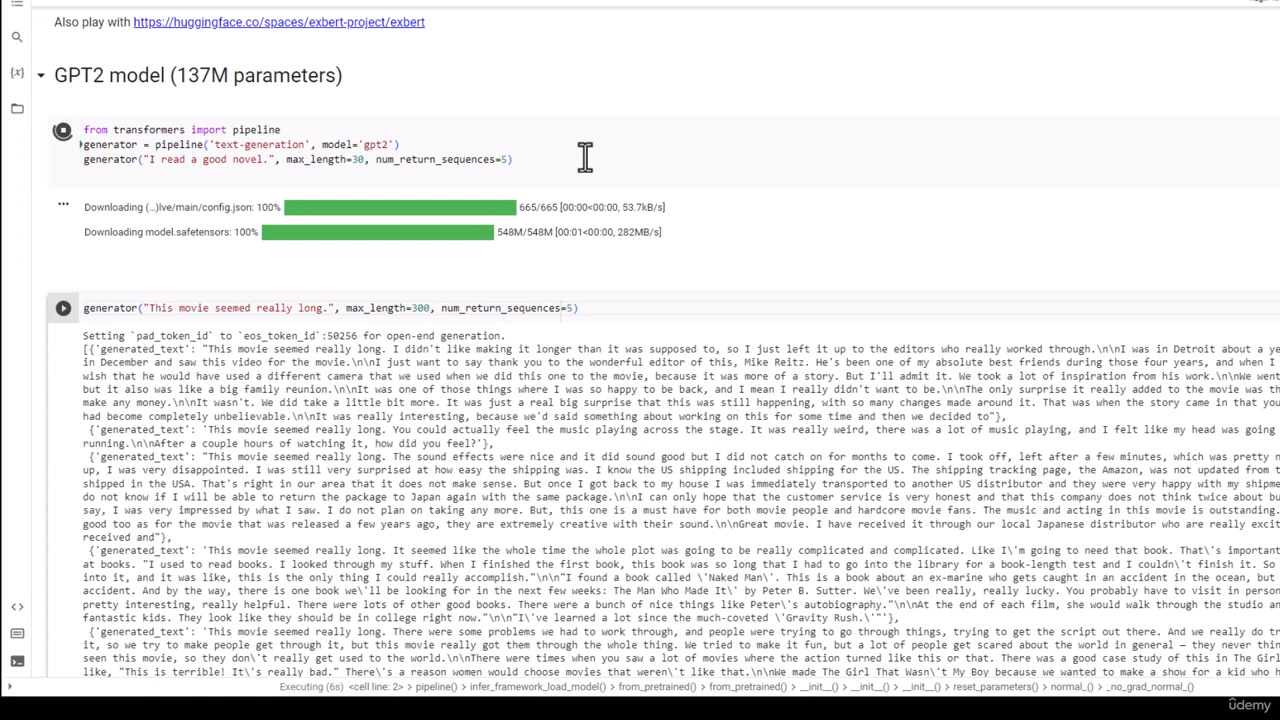 Also play with https://huggingface.co/spaces/exbert-project/exbert
GPT2 model (137M parameters)
from transformers import pipeline
generator = pipeline('text-generation', model='gpt2')
generator("I read a good novel.", max_length=30, num_return_sequences=5)
Downloading (…)lve/main/config.json: 100% 665/665 [00:00<00:00, 53.7kB/s]
Downloading model.safetensors: 100% 548M/548M [00:01<00:00, 282MB/s]
generator("This movie seemed really long.", max_length=300, num_return_sequences=5)
Setting `pad_token_id` to `eos_token_id`:50256 for open-end generation.
[{'generated_text': "This movie seemed really long. I didn't like making it longer than it was supposed to, so I just left it up to the editors who really worked through.\n\nI was in Detroit about a ye
in December and saw this video for the movie.\n\nI just want to say thank you to the wonderful editor of this, Mike Reitz. He's been one of my absolute best friends during those four years, and when I
wish that he would have used a different camera that we used when we did this one to the movie, because it was more of a story. But I'll admit it. We took a lot of inspiration from his work.\n\nWe went
but it also was like a big family reunion.\n\nIt was one of those things where I was so happy to be back, and I mean I really didn't want to be.\n\nThe only surprise it really added to the movie was t
make any money.\n\nIt wasn't. We did take a little bit more. It was just a real big surprise that this was still happening, with so many changes made around it. That was when the story came in that you
had become completely unbelievable.\n\nIt was really interesting, because we'd said something about working on this for some time and then we decided to"},
{'generated_text': 'This movie seemed really long. You could actually feel the music playing across the stage. It was really weird, there was a lot of music playing, and I felt like my head was going
running.\n\nAfter a couple hours of watching it, how did you feel?'},
{'generated_text': "This movie seemed really long. The sound effects were nice and it did sound good but I did not catch on for months to come. I took off, left after a few minutes, which was pretty n
up, I was very disappointed. I was still very surprised at how easy the shipping was. I know the US shipping included shipping for the US. The shipping tracking page, the Amazon, was not updated from t
shipped in the USA. That's right in our area that it does not make sense. But once I got back to my house I was immediately transported to another US distributor and they were very happy with my shipme
do not know if I will be able to return the package to Japan again with the same package.\n\nI can only hope that the customer service is very honest and that this company does not think twice about bu
say, I was very impressed by what I saw. I do not plan on taking any more. But, this one is a must have for both movie people and hardcore movie fans. The music and acting in this movie is outstanding.
good too as for the movie that was released a few years ago, they are extremely creative with their sound.\n\nGreat movie. I have received it through our local Japanese distributor who are really excit
received and"},
{'generated_text': 'This movie seemed really long. It seemed like the whole time the whole plot was going to be really complicated and complicated. Like I\'m going to need that book. That\'s important
at books. "I used to read books. I looked through my stuff. When I finished the first book, this book was so long that I had to go into the library for a book-length test and I couldn\'t finish it. So
into it, and it was like, this is the only thing I could really accomplish."\n\n"I found a book called \'Naked Man\'. This is a book about an ex-marine who gets caught in an accident in the ocean, but
accident. And by the way, there is one book we\'ll be looking for in the next few weeks: The Man Who Made It\' by Peter B. Sutter. We\'ve been really, really lucky. You probably have to visit in person
pretty interesting, really helpful. There were lots of other good books. There were a bunch of nice things like Peter\'s autobiography."\n\nAt the end of each film, she would walk through the studio an
fantastic kids. They look like they should be in college right now."\n\n"I\'ve learned a lot since the much-coveted \'Gravity Rush.\'"'},
{'generated_text': 'This movie seemed really long. There were some problems we had to work through, and people were trying to go through things, trying to get the script out there. And we really do tr
it, so we try to make people get through it, but this movie really got them through the whole thing. We tried to make it fun, but a lot of people get scared about the world in general — they never thin
seen this movie, so they don\'t really get used to the world.\n\nThere were times when you saw a lot of movies where the action turned like this or that. There was a good case study of this in The Girl
like, "This is terrible! It\'s really bad." There\'s a reason women would choose movies that weren\'t like that.\n\nWe made The Girl That Wasn\'t My Boy because we wanted to make a show for a kid who
Executing (6s) <cell line: 2> > pipeline() > infer_framework_load_model() > from_pretrained() > from_pretrained() > __init__() > __init__() > __init__() > reset_parameters() > normal_() > _no_grad_normal_()
ûdemy